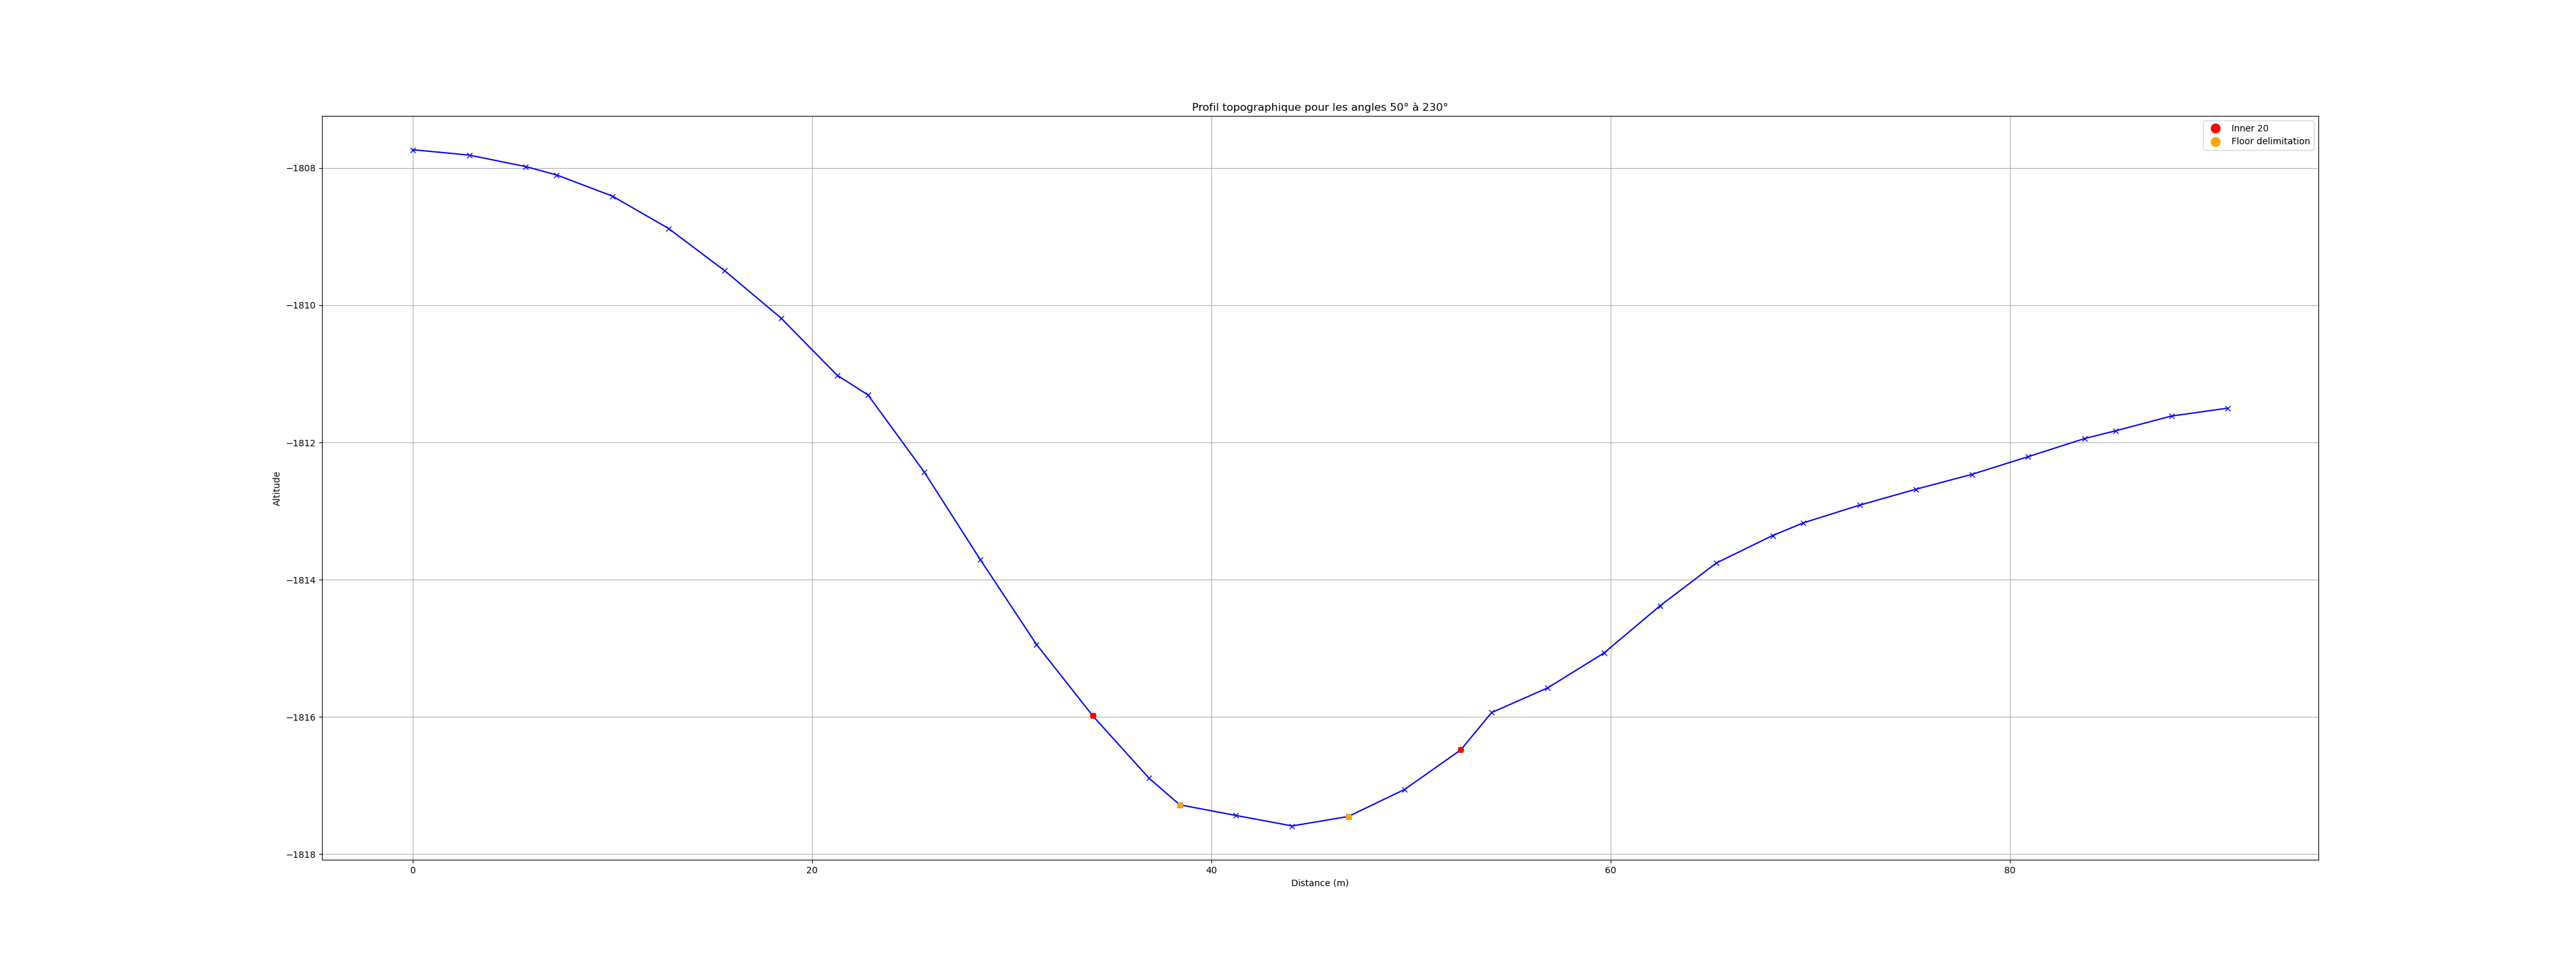 Profil topographique pour les angles 50° à 230°
Inner 20
Floor delimitation
−1808
−1810
−1812
−1814
−1816
−1818
Altitude
0 20 40 60 80
Distance (m)